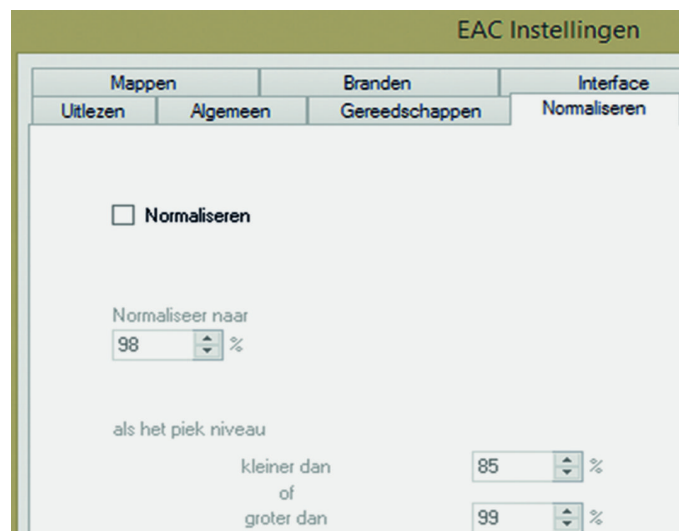 EAC Instellingen
Mappen Branden Interface
Uitlezen Algemeen Gereedschappen Normaliseren
Normaliseren
Normaliseer naar
98 %
als het piek niveau
kleiner dan 85 %
of
groter dan 99 %